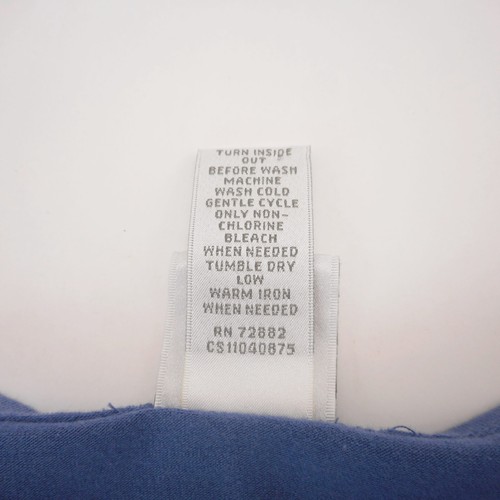 TURN INSIDE
OUT
BEFORE WASH
MACHINE
WASH COLD
GENTLE CYCLE
ONLY NON-
CHLORINE
BLEACH
WHEN NEEDED
TUMBLE DRY
LOW
WARM IRON
WHEN NEEDED
RN 72882
CS11040875